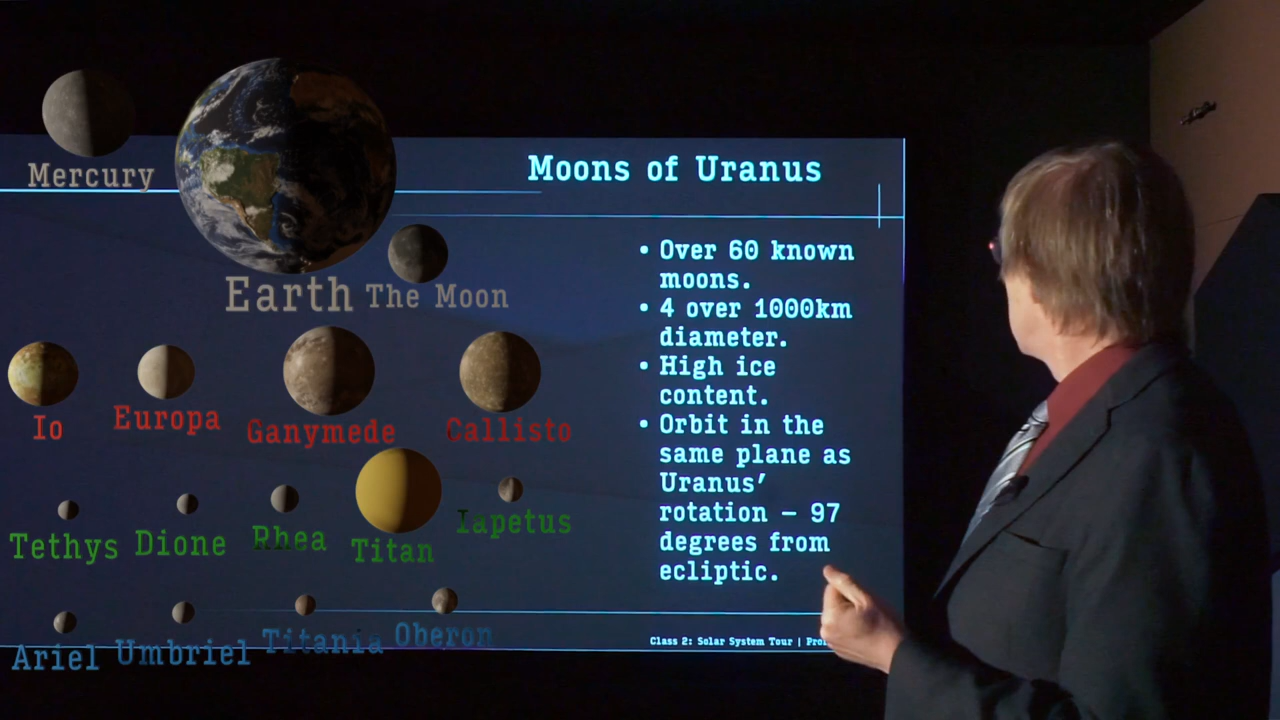 Mercury
Moons of Uranus
Earth
The Moon
• Over 60 known
moons.
• 4 over 1000km
diameter.
• High ice
content.
• Orbit in the
same plane as
Uranus’
rotation – 97
degrees from
ecliptic.
Io
Europa
Ganymede
Callisto
Tethys
Dione
Rhea
Titan
Iapetus
Ariel
Umbriel
Titania
Oberon
Class 2: Solar System Tour |